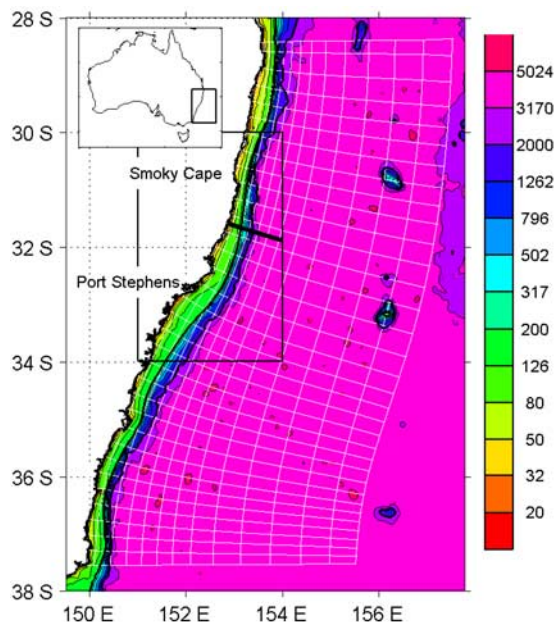 28 S
30 S
32 S
34 S
36 S
38 S
150 E
152 E
154 E
156 E
Smoky Cape
Port Stephens
5024
3170
2000
1262
796
502
317
200
126
80
50
32
20